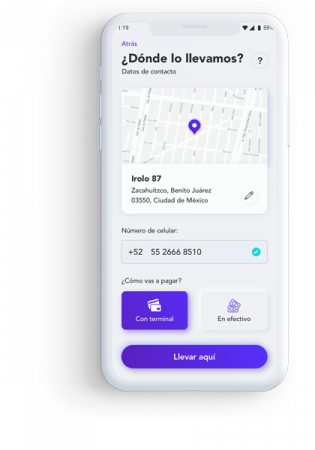 1:19
59%
Atrás
¿Dónde lo llevamos?
?
Datos de contacto
Irolo 87
Zacahuitzco, Benito Juárez
03550, Ciudad de México
Número de celular:
+52 55 2666 8510
¿Cómo vas a pagar?
Con terminal
En efectivo
Llevar aquí